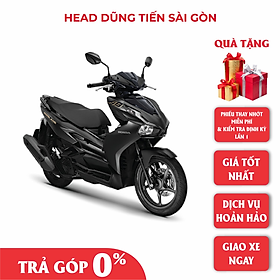 HEAD DŨNG TIẾN SÀI GÒN
QUÀ TẶNG
PHIẾU THAY NHỚT
MIỄN PHÍ
& KIỂM TRA ĐỊNH KỲ
LẦN 1
GIÁ TỐT
NHẤT
DỊCH VỤ
HOÀN HẢO
GIAO XE
NGAY
TRẢ GÓP 0%